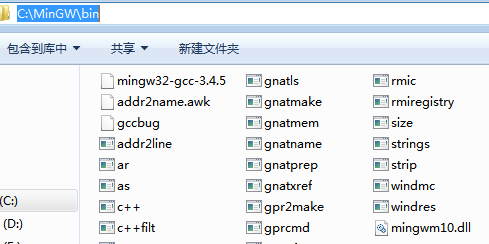 C:\MinGW\bin
包含到库中 共享 新建文件夹
mingw32-gcc-3.4.5 gnatls rmic
addr2name.awk gnatmake rmiregistry
gccbug gnatmem size
addr2line gnatname strings
ar gnatprep strip
(C:) as gnatxref windmc
(D:) c++ gpr2make windres
c++filt gprcmd mingwm10.dll